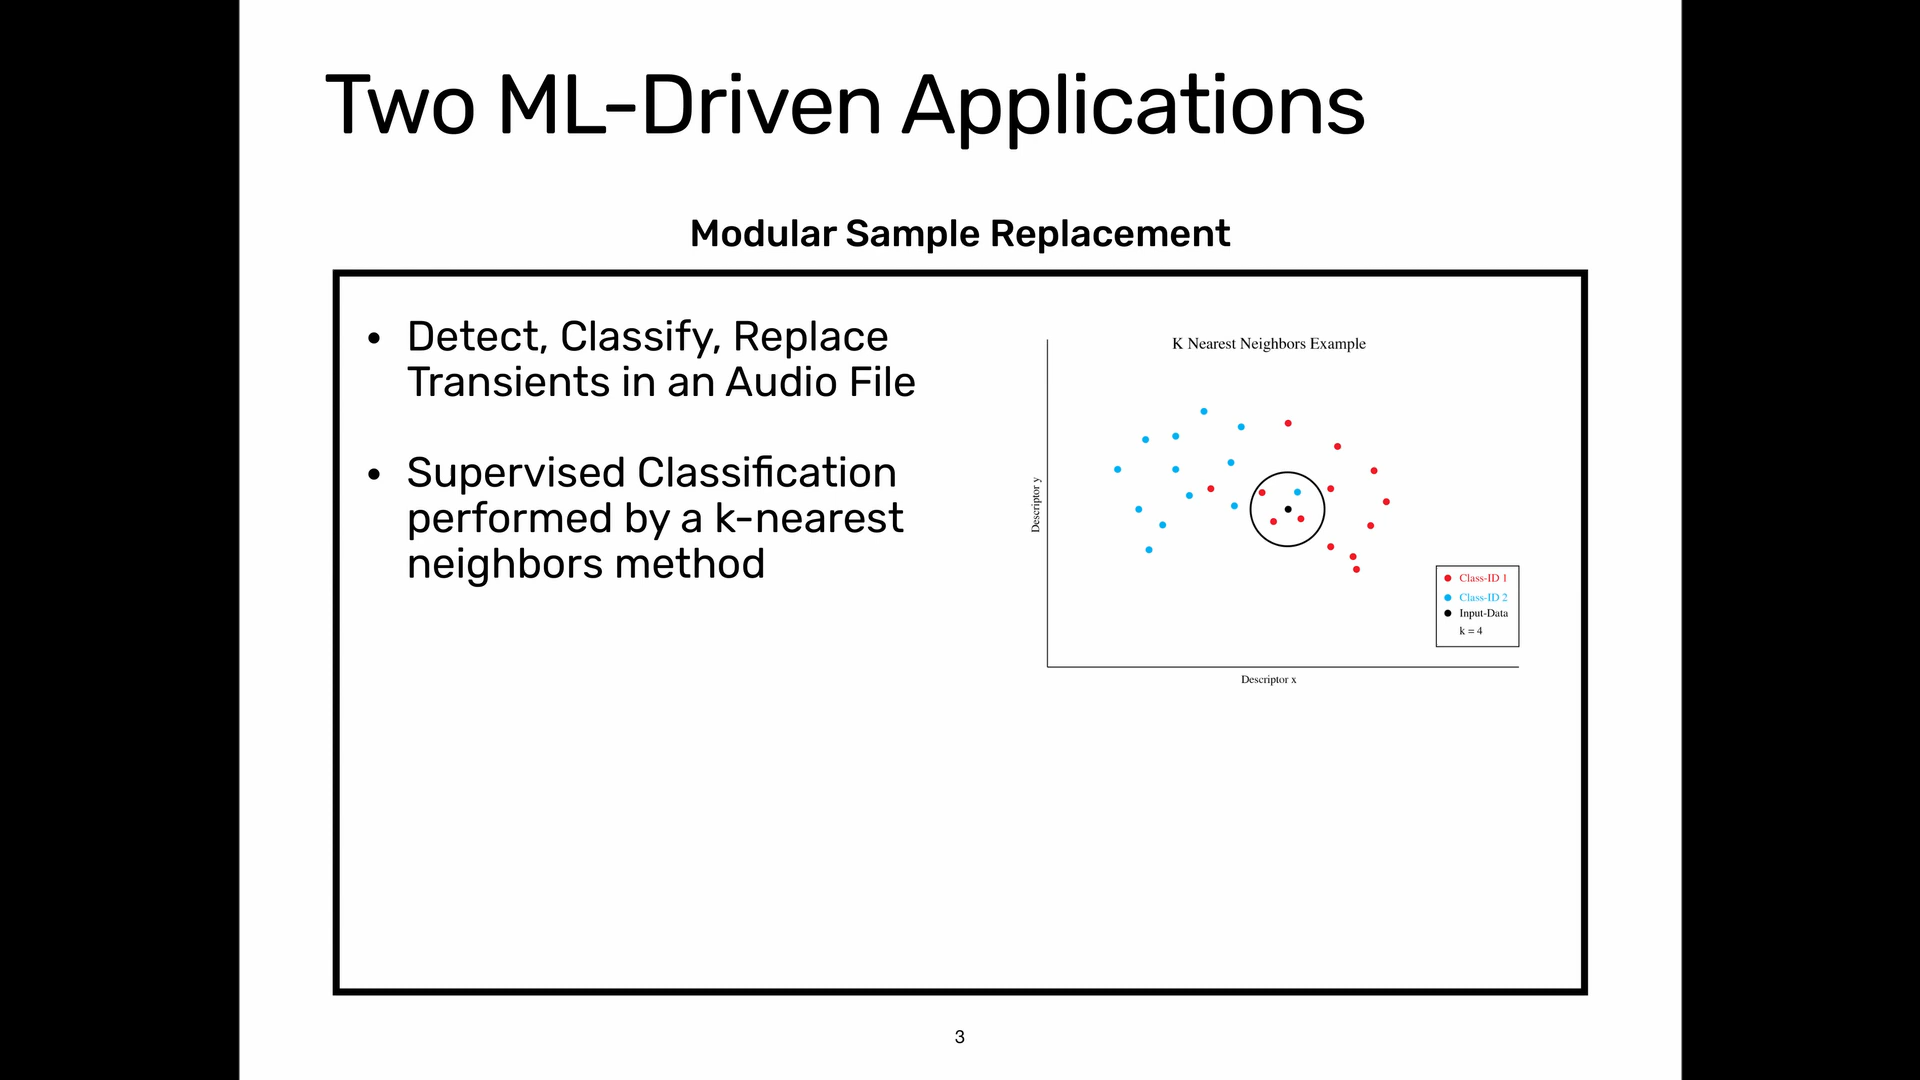 Two ML-Driven Applications
Modular Sample Replacement
• Detect, Classify, Replace
Transients in an Audio File
• Supervised Classification
performed by a k-nearest
neighbors method
K Nearest Neighbors Example
Descriptor y
Class-ID 1
Class-ID 2
Input-Data
k = 4
Descriptor x
3